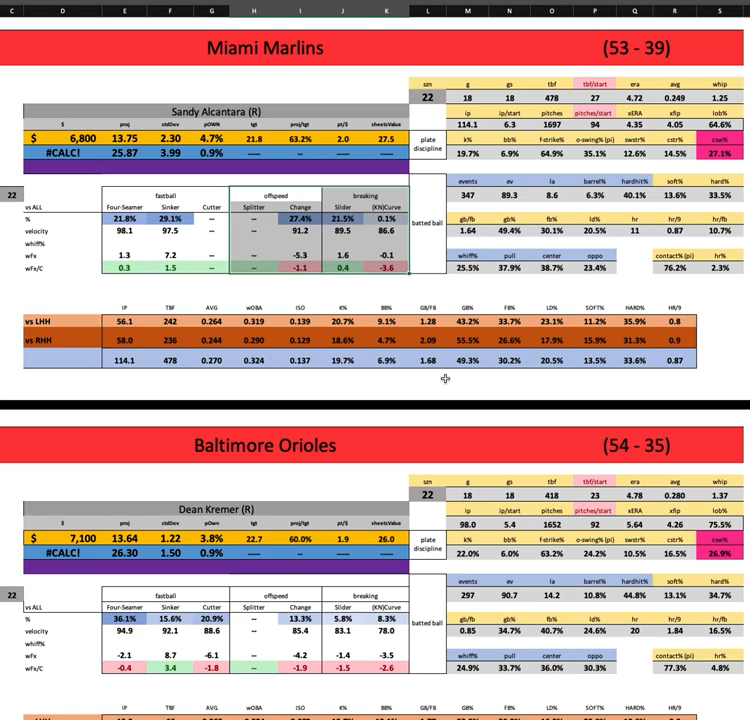 C D E F G H I J K L M N O P Q R S
Miami Marlins (53 - 39)
szn g gs tbf tbf/start era avg whip
22 18 18 478 27 4.72 0.249 1.25
Sandy Alcantara (R) ip ip/start pitches pitches/start xERA xfip lob%
114.1 6.3 1697 94 4.35 4.05 64.6%
$ proj stdDev pOWN tgt proj/tgt pt/$ sheetsValue
$ 6,800 13.75 2.30 4.7% 21.8 63.2% 2.0 27.5 plate discipline k% bb% f-strike% o-swing% (pi) swstr% cstr% csw%
#CALC! 25.87 3.99 0.9% ---- -- ---- ---- 19.7% 6.9% 64.9% 35.1% 12.6% 14.5% 27.1%
events ev la barrel% hardhit% soft% hard%
22 fastball offspeed breaking 347 89.3 8.6 6.3% 40.1% 13.6% 33.5%
vs ALL Four-Seamer Sinker Cutter Splitter Change Slider (KN)Curve
% 21.8% 29.1% -- -- 27.4% 21.5% 0.1% batted ball gb/fb gb% fb% ld% hr hr/9 hr/fb
velocity 98.1 97.5 -- -- 91.2 89.5 86.6 1.64 49.4% 30.1% 20.5% 11 0.87 10.7%
whiff%
wFx 1.3 7.2 -- -- -5.3 1.6 -0.1 whiff% pull center oppo contact% (pi) hr%
wFx/C 0.3 1.5 -- -- -1.1 0.4 -3.6 25.5% 37.9% 38.7% 23.4% 76.2% 2.3%
IP TBF AVG wOBA ISO K% BB% GB/FB GB% FB% LD% SOFT% HARD% HR/9
vs LHH 56.1 242 0.264 0.319 0.139 20.7% 9.1% 1.28 43.2% 33.7% 23.1% 11.2% 35.9% 0.8
vs RHH 58.0 236 0.244 0.290 0.129 18.6% 4.7% 2.09 55.5% 26.6% 17.9% 15.9% 31.3% 0.9
114.1 478 0.270 0.324 0.137 19.7% 6.9% 1.68 49.3% 30.2% 20.5% 13.5% 33.6% 0.87
Baltimore Orioles (54 - 35)
szn g gs tbf tbf/start era avg whip
22 18 18 418 23 4.78 0.280 1.37
Dean Kremer (R) ip ip/start pitches pitches/start xERA xfip lob%
98.0 5.4 1652 92 5.64 4.26 75.5%
$ proj stdDev pOwn tgt proj/tgt pt/$ sheetsValue
$ 7,100 13.64 1.22 3.8% 22.7 60.0% 1.9 26.0 plate discipline k% bb% f-strike% o-swing% (pi) swstr% cstr% csw%
#CALC! 26.30 1.50 0.9% ---- -- ---- ---- 22.0% 6.0% 63.2% 24.2% 10.5% 16.5% 26.9%
events ev la barrel% hardhit% soft% hard%
22 fastball offspeed breaking 297 90.7 14.2 10.8% 44.8% 13.1% 34.7%
vs ALL Four-Seamer Sinker Cutter Splitter Change Slider (KN)Curve
% 36.1% 15.6% 20.9% -- 13.3% 5.8% 8.3% batted ball gb/fb gb% fb% ld% hr hr/9 hr/fb
velocity 94.9 92.1 88.6 -- 85.4 83.1 78.0 0.85 34.7% 40.7% 24.6% 20 1.84 16.5%
whiff%
wFx -2.1 8.7 -6.1 -- -4.2 -1.4 -3.5 whiff% pull center oppo contact% (pi) hr%
wFx/C -0.4 3.4 -1.8 -- -1.9 -1.5 -2.6 24.9% 33.7% 36.0% 30.3% 77.3% 4.8%
IP TBF AVG wOBA ISO K% BB% GB/FB GB% FB% LD% SOFT% HARD% HR/9